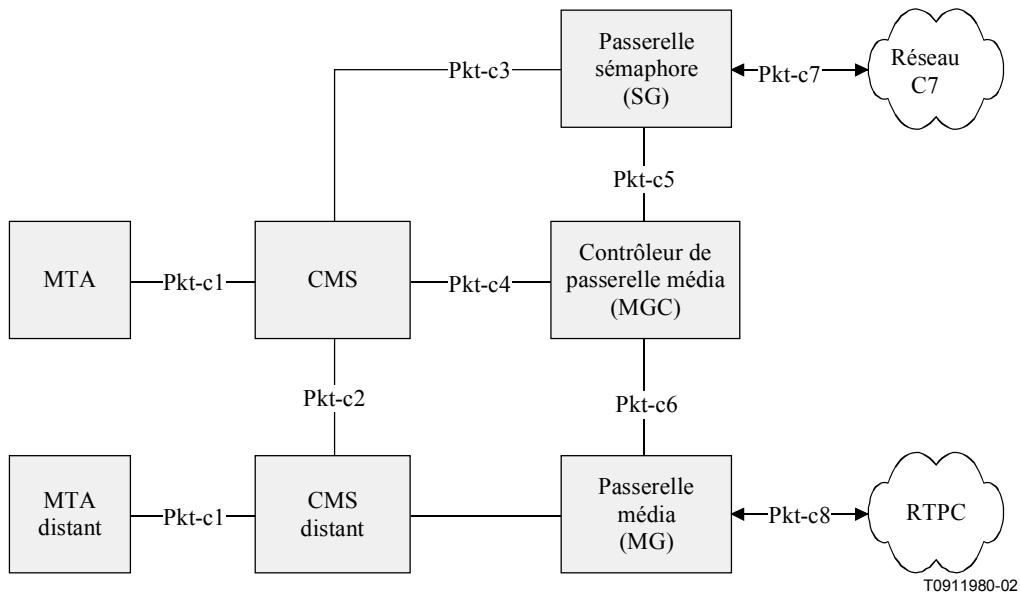 Passerelle
sémaphore
(SG)
Pkt-c3
Pkt-c7
Réseau
C7
Pkt-c5
MTA
Pkt-c1
CMS
Pkt-c4
Contrôleur de
passerelle média
(MGC)
Pkt-c2
Pkt-c6
MTA
distant
Pkt-c1
CMS
distant
Passerelle
média
(MG)
Pkt-c8
RTPC
T0911980-02